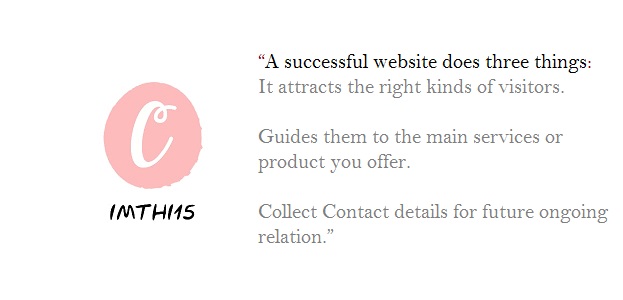 C
IMTHI15
“A successful website does three things:
It attracts the right kinds of visitors.
Guides them to the main services or
product you offer.
Collect Contact details for future ongoing
relation.”